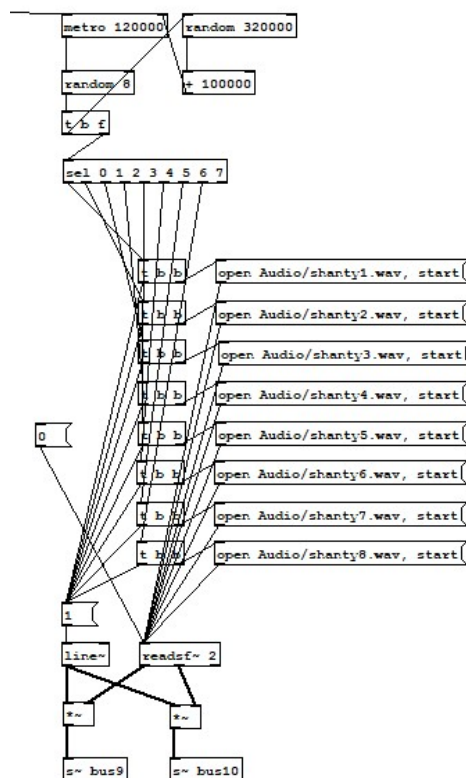 metro 120000
random 320000
random 8
+ 100000
t b f
sel 0 1 2 3 4 5 6 7
t b b
open Audio/shanty1.wav, start
t b b
open Audio/shanty2.wav, start
t b b
open Audio/shanty3.wav, start
t b b
open Audio/shanty4.wav, start
0
t b b
open Audio/shanty5.wav, start
t b b
open Audio/shanty6.wav, start
t b b
open Audio/shanty7.wav, start
t b b
open Audio/shanty8.wav, start
1
line~
readsf~ 2
*~
*~
s~ bus9
s~ bus10